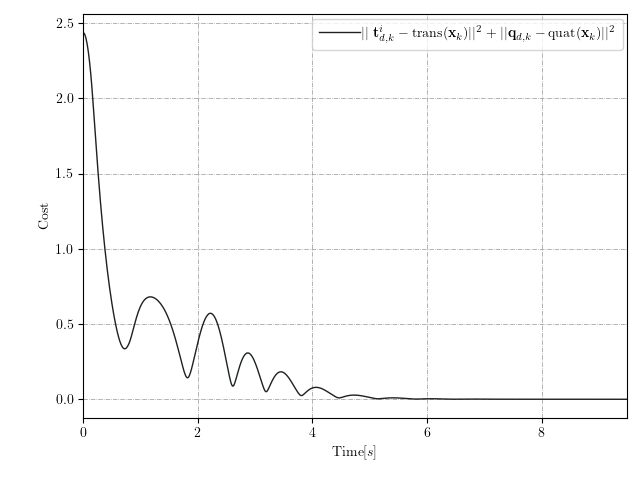 || t^i_{d,k} − trans(x_k)||^2 + ||q_{d,k} − quat(x_k)||^2
2.5
2.0
1.5
1.0
0.5
0.0
Cost
0 2 4 6 8
Time[s]